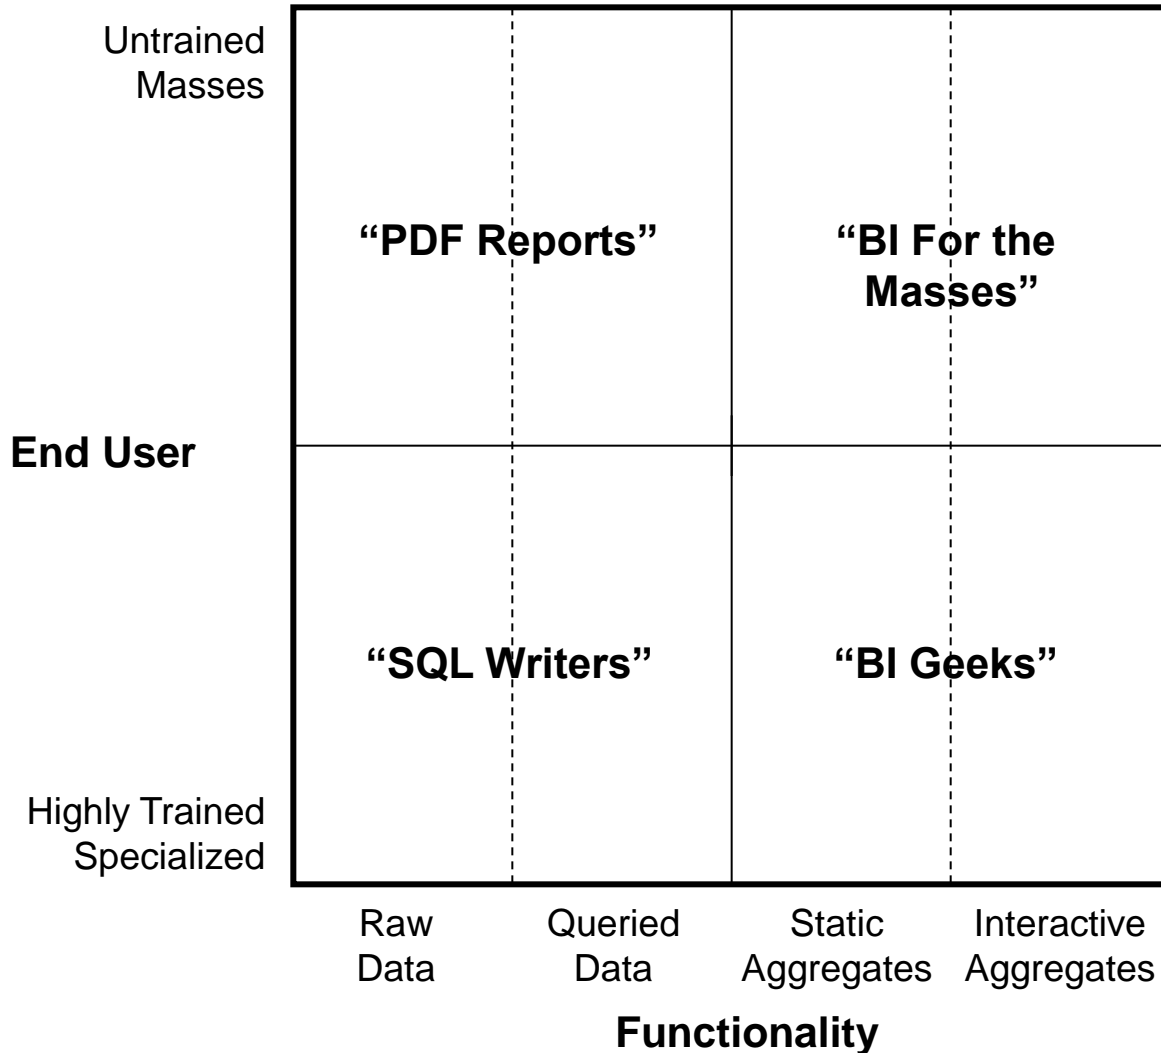 Untrained
Masses
“PDF Reports”
“BI For the
Masses”
End User
“SQL Writers”
“BI Geeks”
Highly Trained
Specialized
Raw
Data
Queried
Data
Static
Aggregates
Interactive
Aggregates
Functionality